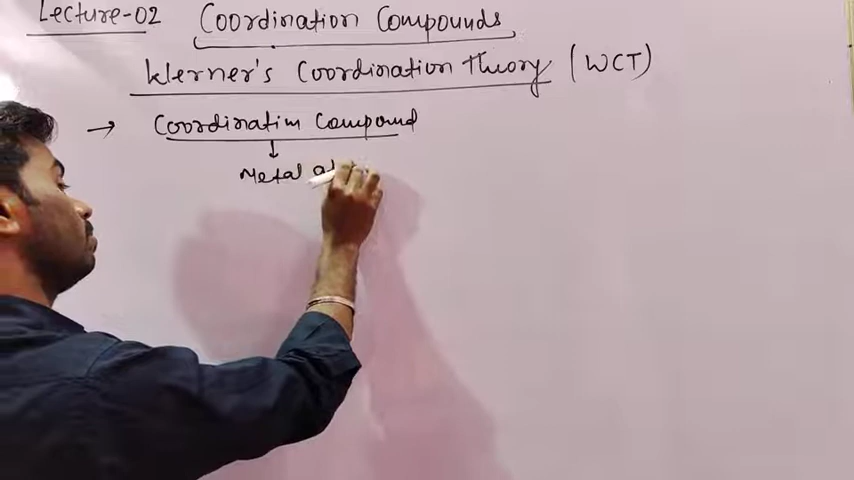 Lecture-02
Coordination Compounds
Werner's Coordination Theory (WCT)
→ Coordination Compound
↓
Metal